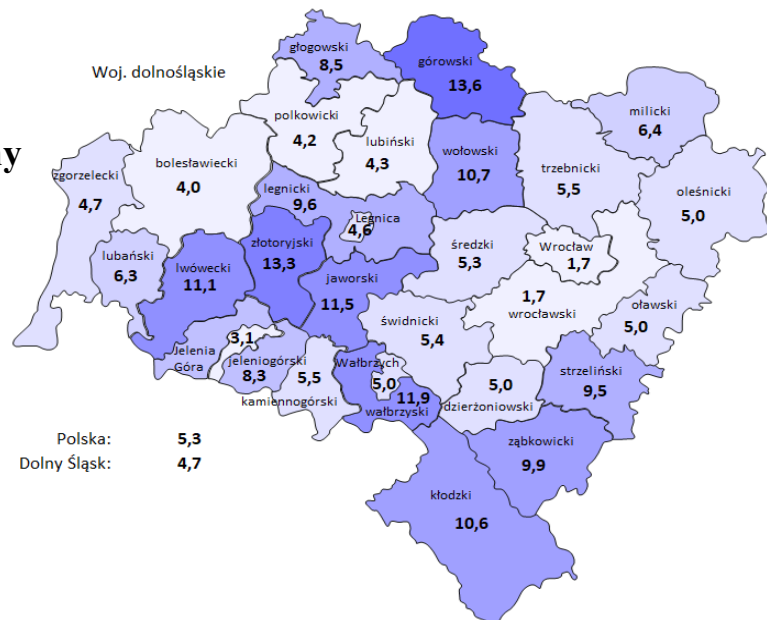 głogowski
8,5
górowski
13,6
Woj. dolnośląskie
milicki
6,4
polkowicki
4,2
lubiński
4,3
wołowski
10,7
trzebnicki
5,5
bolesławiecki
4,0
zgorzelecki
4,7
legnicki
9,6
oleśnicki
5,0
Legnica
4,6
lubański
6,3
lwówecki
11,1
złotoryjski
13,3
średzki
5,3
Wrocław
1,7
jaworski
11,5
1,7
wrocławski
oławski
5,0
świdnicki
5,4
3,1
Jelenia
Góra
jeleniogórski
8,3
5,5
kamiennogórski
Wałbrzych
5,0
11,9
wałbrzyski
5,0
dzierżoniowski
strzeliński
9,5
Polska: 5,3
Dolny Śląsk: 4,7
ząbkowicki
9,9
kłodzki
10,6